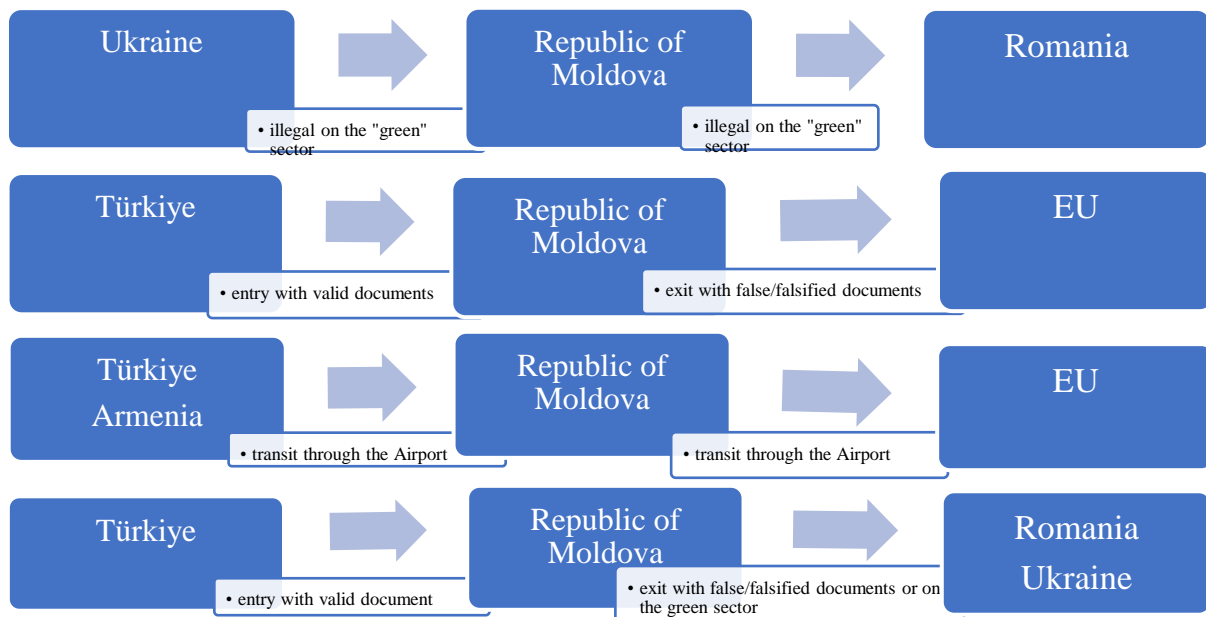 Ukraine
Republic of
Moldova
Romania
• illegal on the "green"
sector
• illegal on the "green"
sector
Türkiye
Republic of
Moldova
EU
• entry with valid documents
• exit with false/falsified documents
Türkiye
Armenia
Republic of
Moldova
EU
• transit through the Airport
• transit through the Airport
Türkiye
Republic of
Moldova
Romania
Ukraine
• entry with valid document
• exit with false/falsified documents or on
the green sector